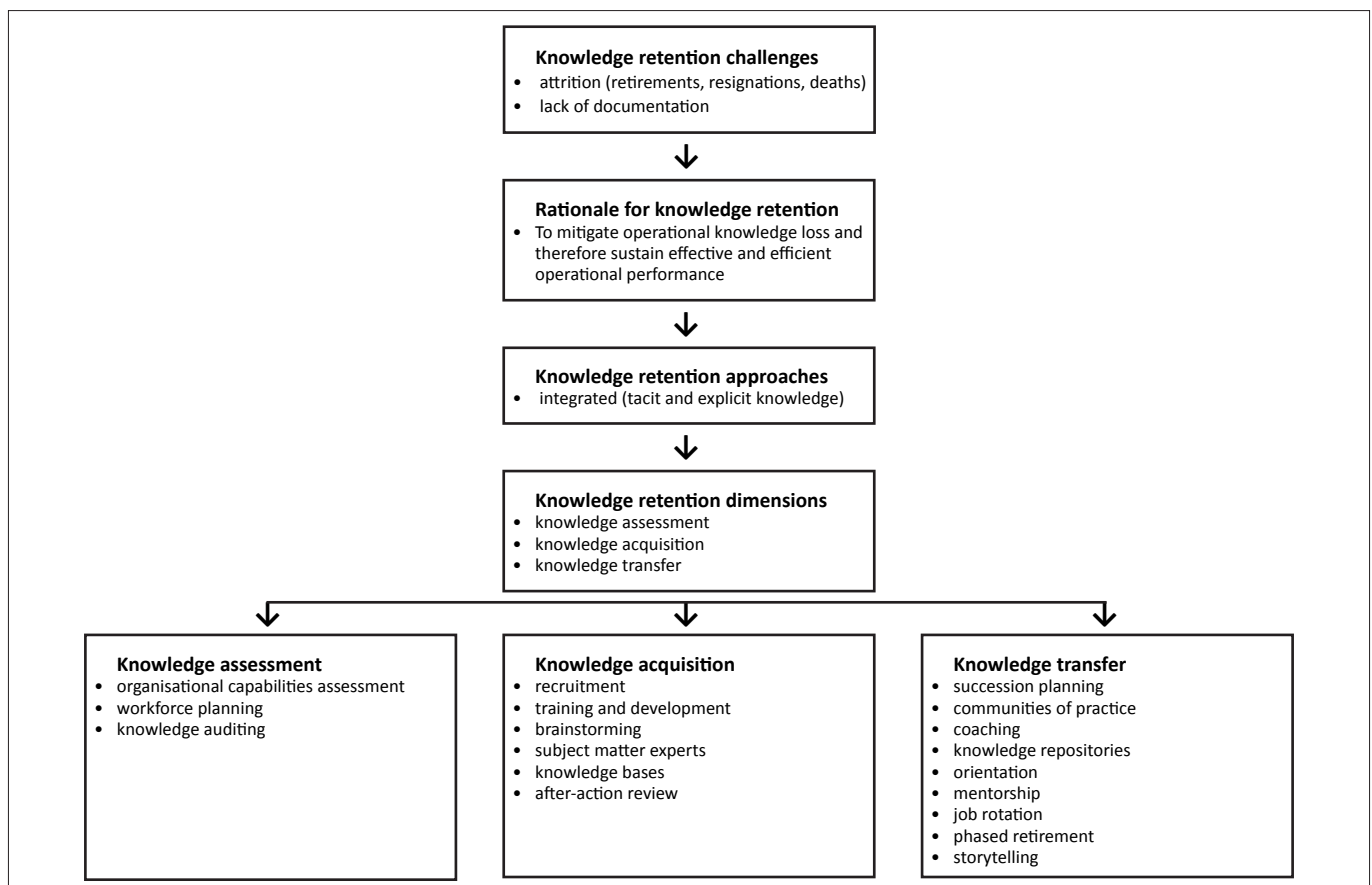 Knowledge retention challenges
• attrition (retirements, resignations, deaths)
• lack of documentation
Rationale for knowledge retention
• To mitigate operational knowledge loss and
therefore sustain effective and efficient
operational performance
Knowledge retention approaches
• integrated (tacit and explicit knowledge)
Knowledge retention dimensions
• knowledge assessment
• knowledge acquisition
• knowledge transfer
Knowledge assessment
• organisational capabilities assessment
• workforce planning
• knowledge auditing
Knowledge acquisition
• recruitment
• training and development
• brainstorming
• subject matter experts
• knowledge bases
• after-action review
Knowledge transfer
• succession planning
• communities of practice
• coaching
• knowledge repositories
• orientation
• mentorship
• job rotation
• phased retirement
• storytelling